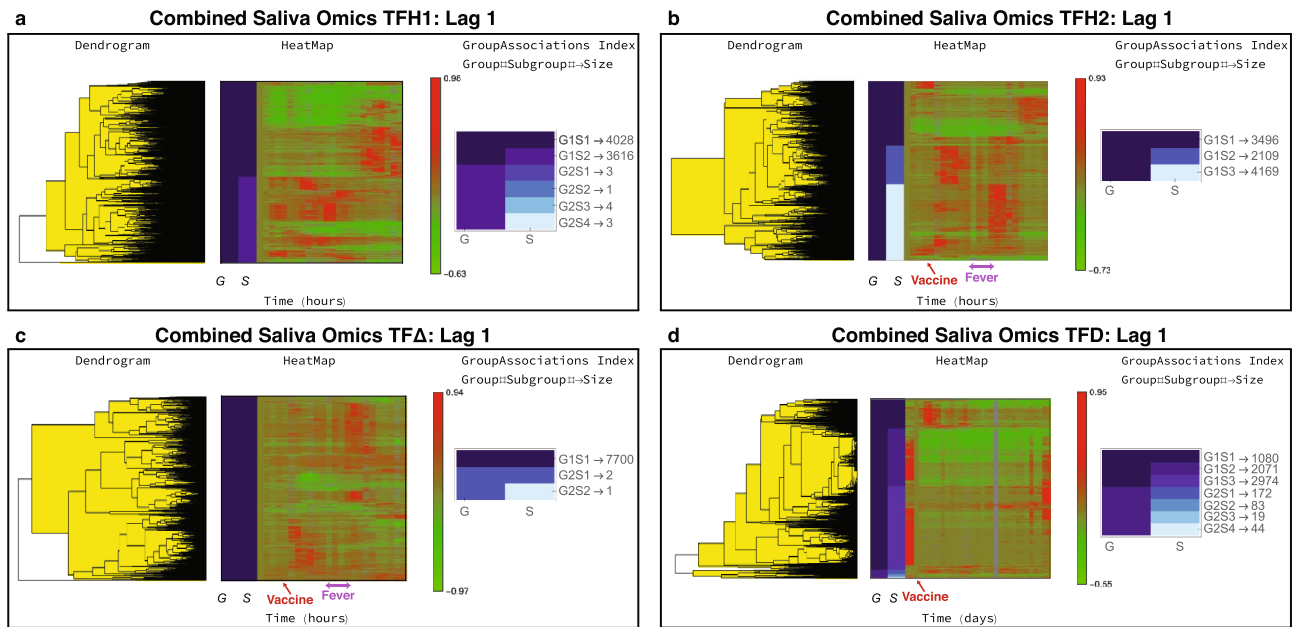 a
Combined Saliva Omics TFH1: Lag 1
Dendrogram
HeatMap
GroupAssociations Index
Group⌗Subgroup⌗→Size
0.96
-0.63
G1S1→4028
G1S2→3616
G2S1→3
G2S2→1
G2S3→4
G2S4→3
G S
G S
Time (hours)
b
Combined Saliva Omics TFH2: Lag 1
Dendrogram
HeatMap
GroupAssociations Index
Group⌗Subgroup⌗→Size
0.93
-0.73
G1S1→3496
G1S2→2109
G1S3→4169
G S
G S
Vaccine
Fever
Time (hours)
c
Combined Saliva Omics TFΔ: Lag 1
Dendrogram
HeatMap
GroupAssociations Index
Group⌗Subgroup⌗→Size
0.94
-0.97
G1S1→7700
G2S1→2
G2S2→1
G S
G S
Vaccine
Fever
Time (hours)
d
Combined Saliva Omics TFD: Lag 1
Dendrogram
HeatMap
GroupAssociations Index
Group⌗Subgroup⌗→Size
0.95
-0.55
G1S1→1080
G1S2→2071
G1S3→2974
G2S1→172
G2S2→83
G2S3→19
G2S4→44
G S
G S
Vaccine
Time (days)